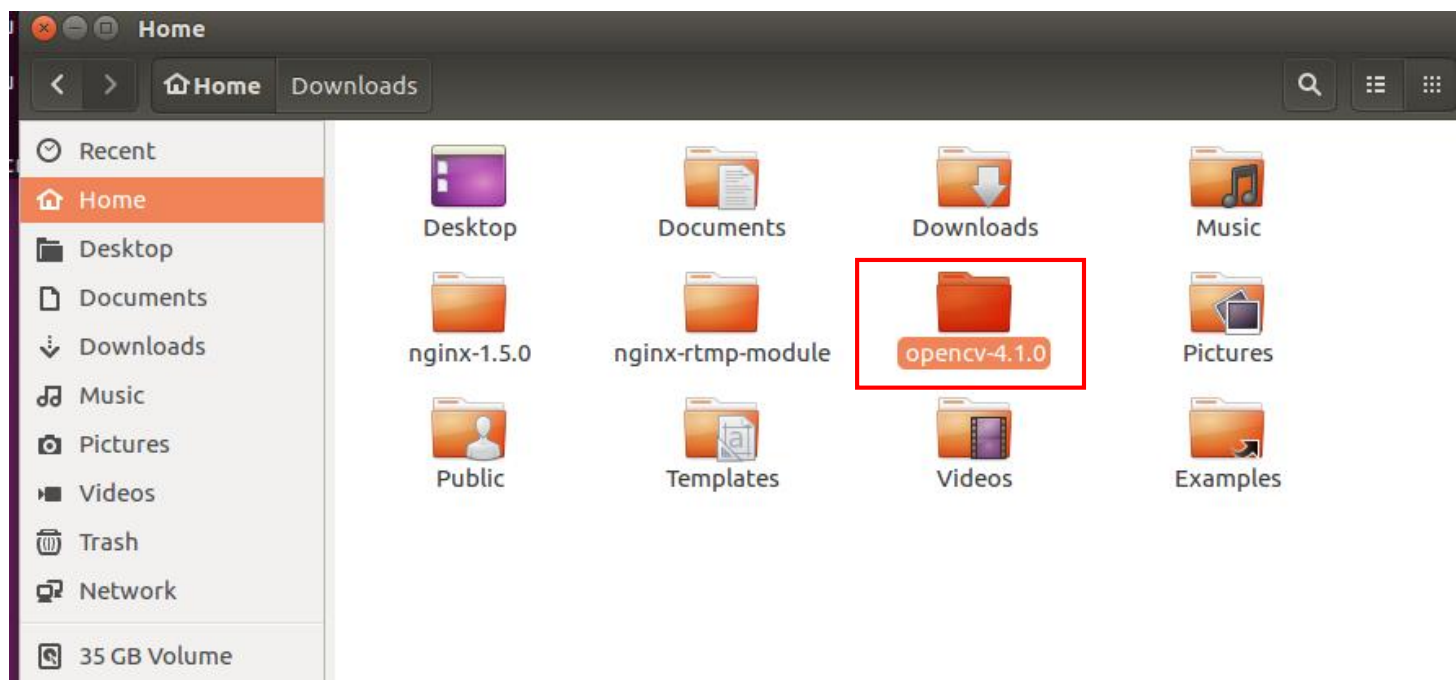 Home
Home Downloads
Recent
Home
Desktop
Documents
Downloads
Music
Pictures
Videos
Trash
Network
35 GB Volume
Desktop Documents Downloads Music
nginx-1.5.0 nginx-rtmp-module opencv-4.1.0 Pictures
Public Templates Videos Examples